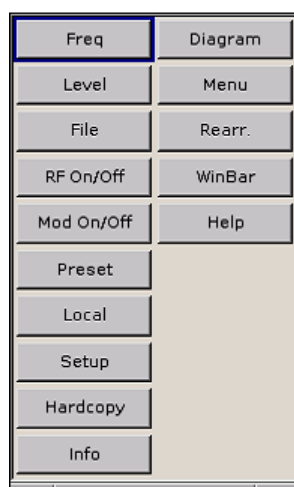 Freq Diagram
Level Menu
File Rearr.
RF On/Off WinBar
Mod On/Off Help
Preset
Local
Setup
Hardcopy
Info